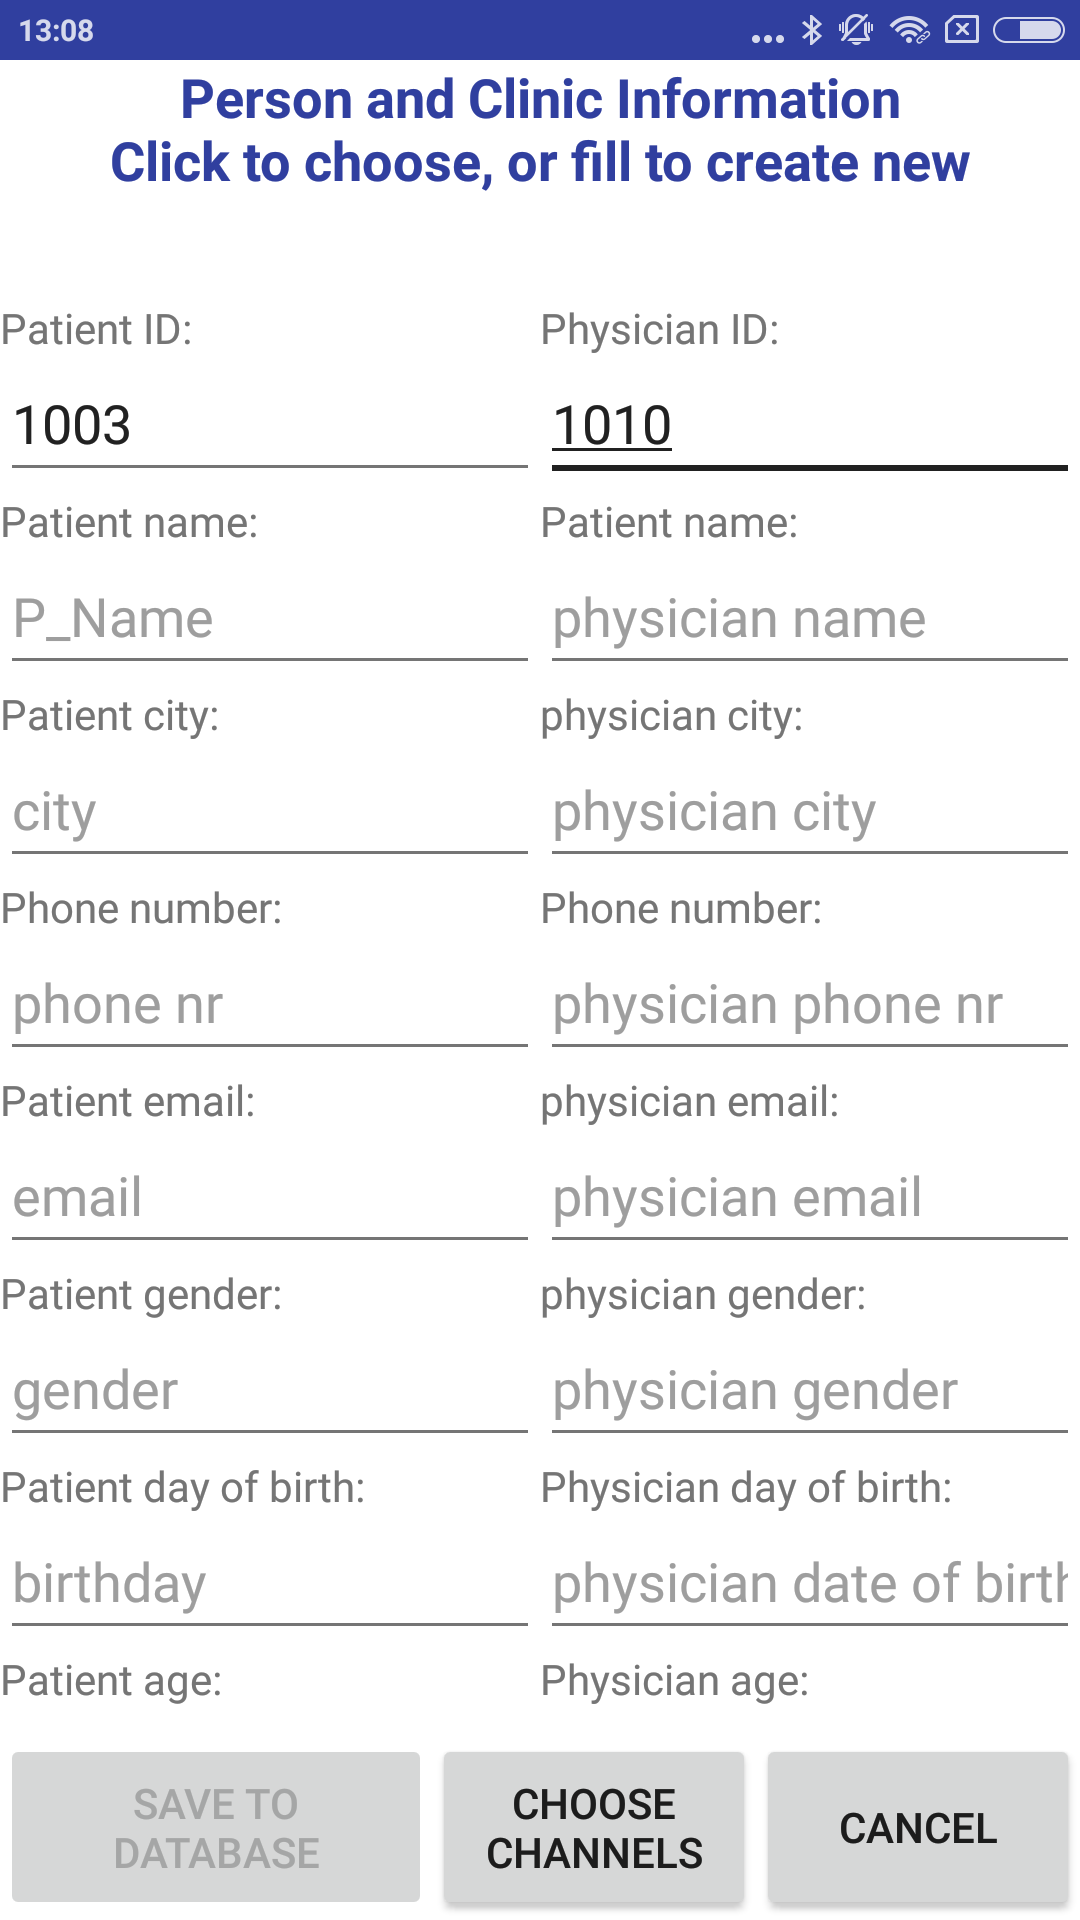 13:08
Person and Clinic Information
Click to choose, or fill to create new
Patient ID: Physician ID:
1003 1010
Patient name: Patient name:
P_Name physician name
Patient city: physician city:
city physician city
Phone number: Phone number:
phone nr physician phone nr
Patient email: physician email:
email physician email
Patient gender: physician gender:
gender physician gender
Patient day of birth: Physician day of birth:
birthday physician date of birth
Patient age: Physician age:
SAVE TO DATABASE CHOOSE CHANNELS CANCEL